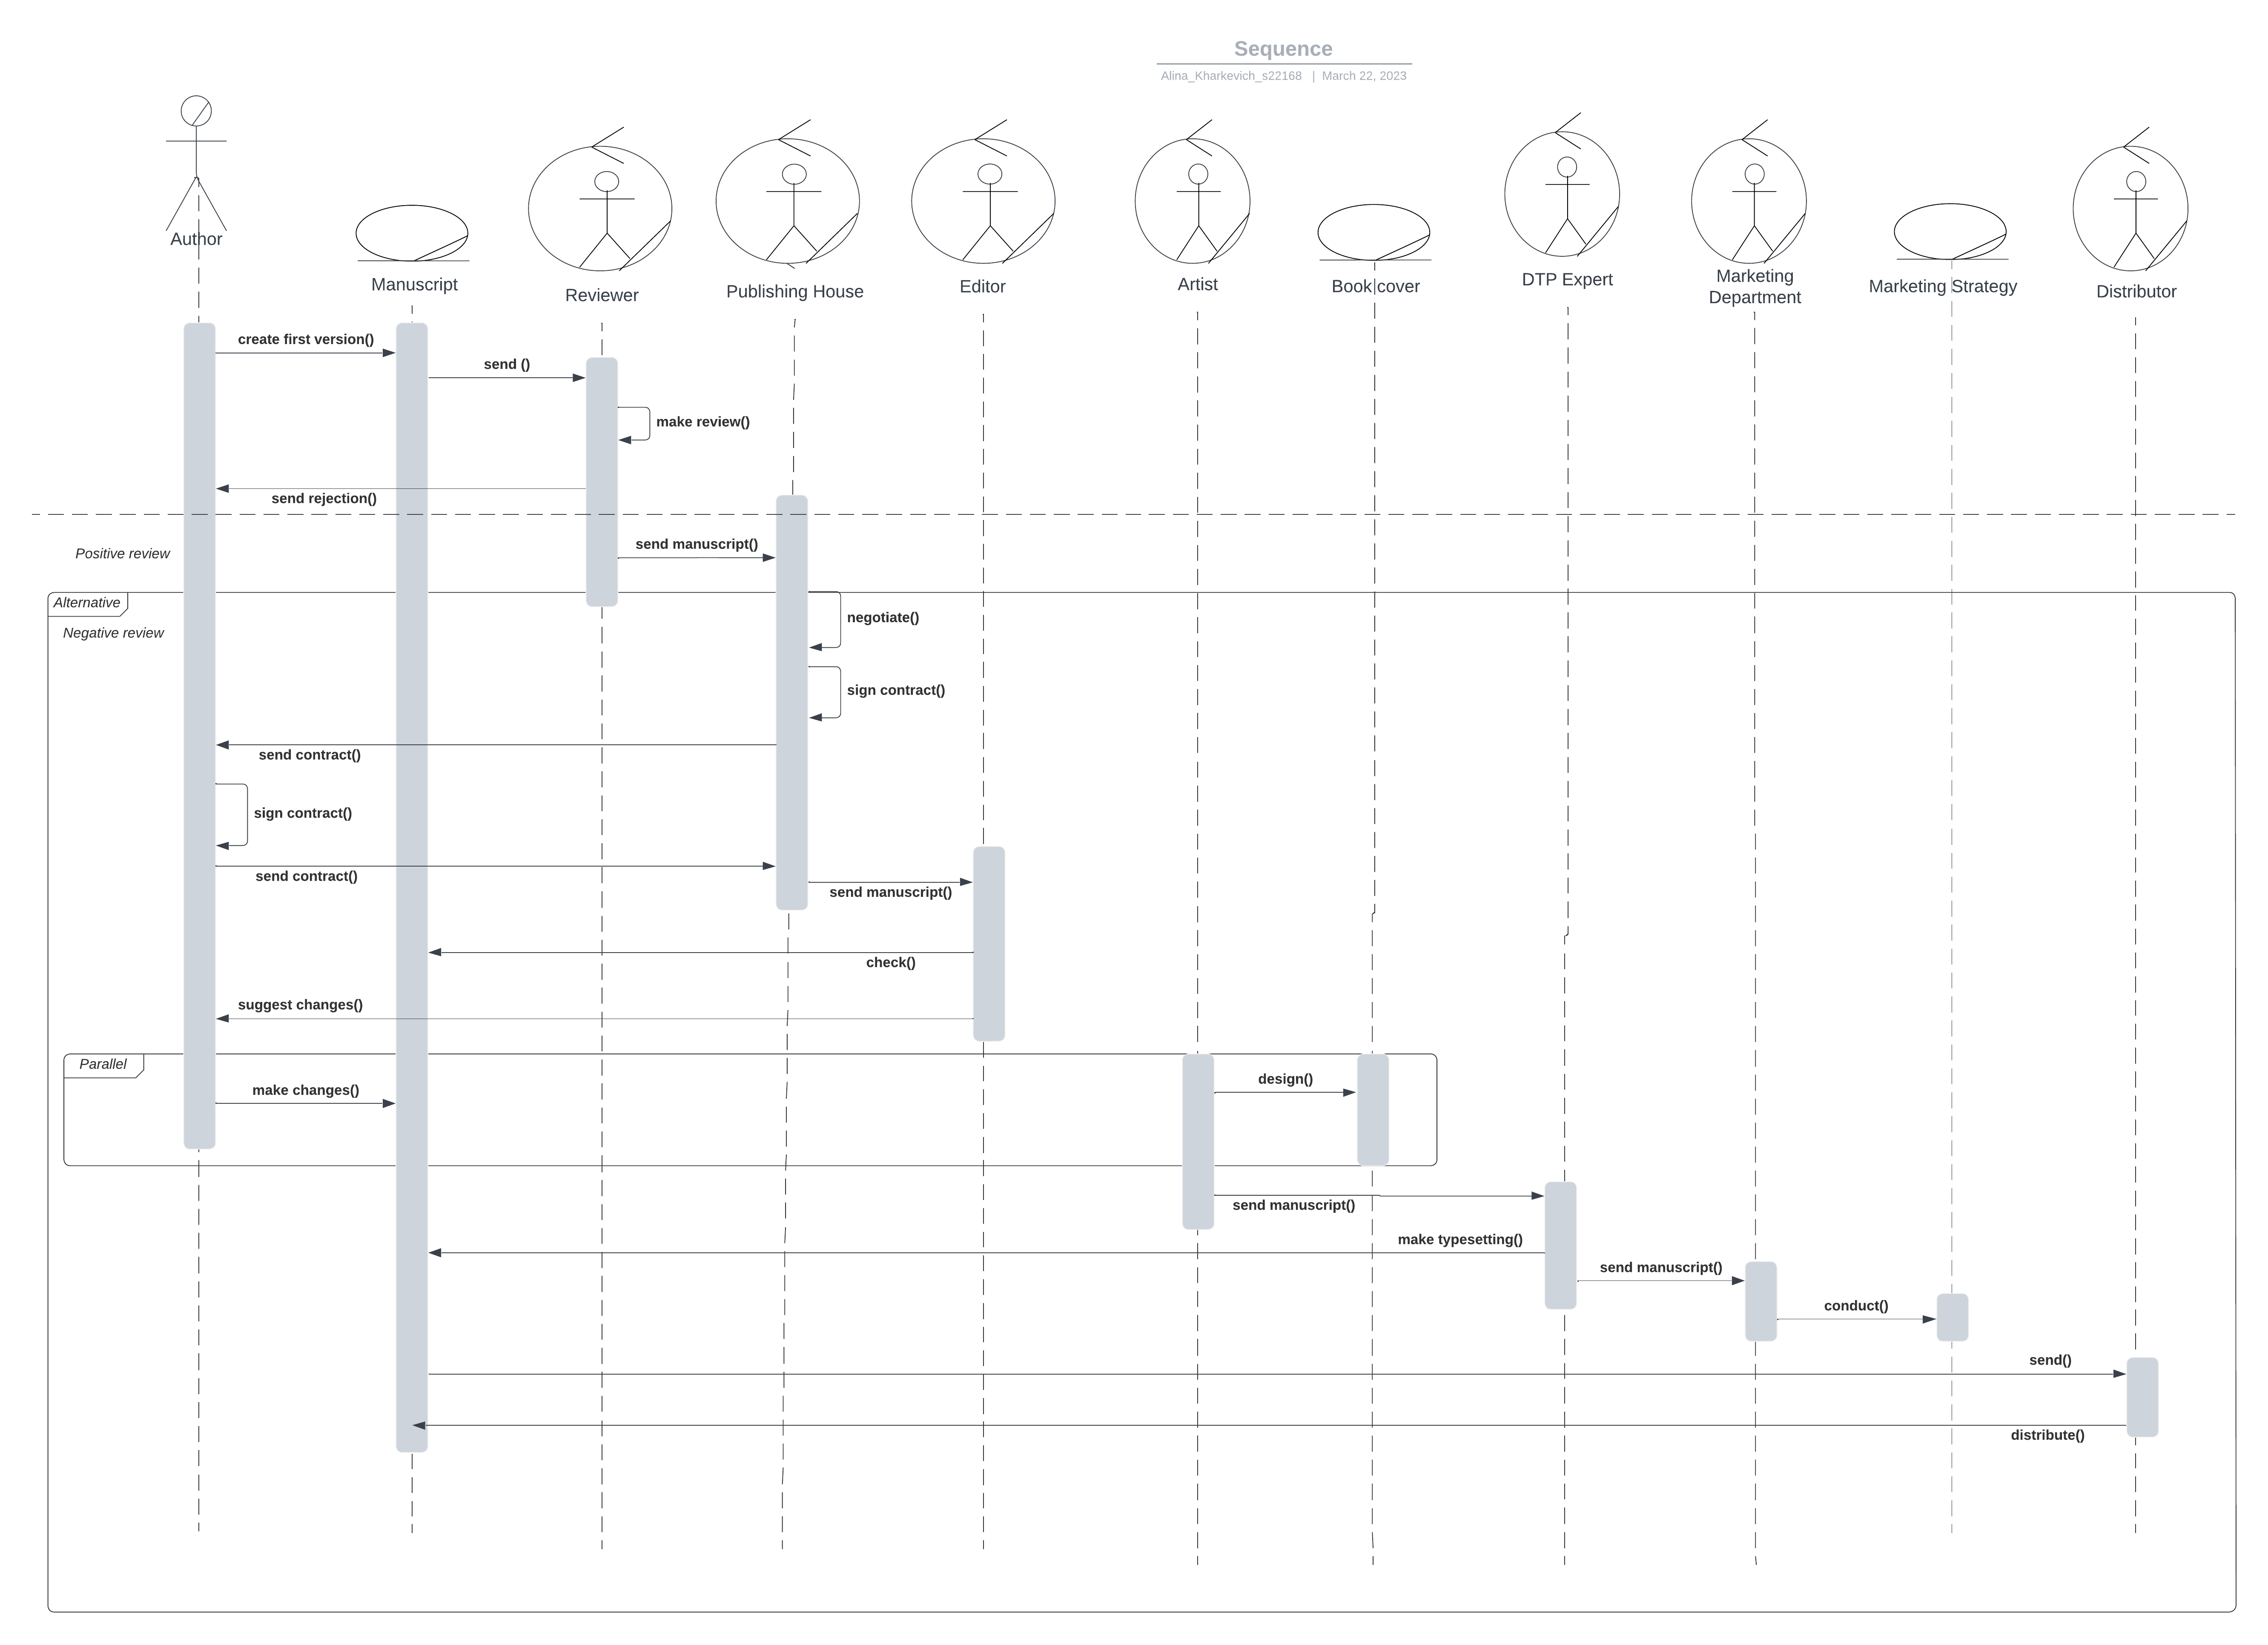 Sequence
Alina_Kharkevich_s22168 | March 22, 2023
Author
Manuscript
Reviewer
Publishing House
Editor
Artist
Book cover
DTP Expert
Marketing
Department
Marketing Strategy
Distributor
create first version()
send ()
make review()
send rejection()
Positive review
send manuscript()
Alternative
Negative review
negotiate()
sign contract()
send contract()
sign contract()
send contract()
send manuscript()
check()
suggest changes()
Parallel
make changes()
design()
send manuscript()
make typesetting()
send manuscript()
conduct()
send()
distribute()